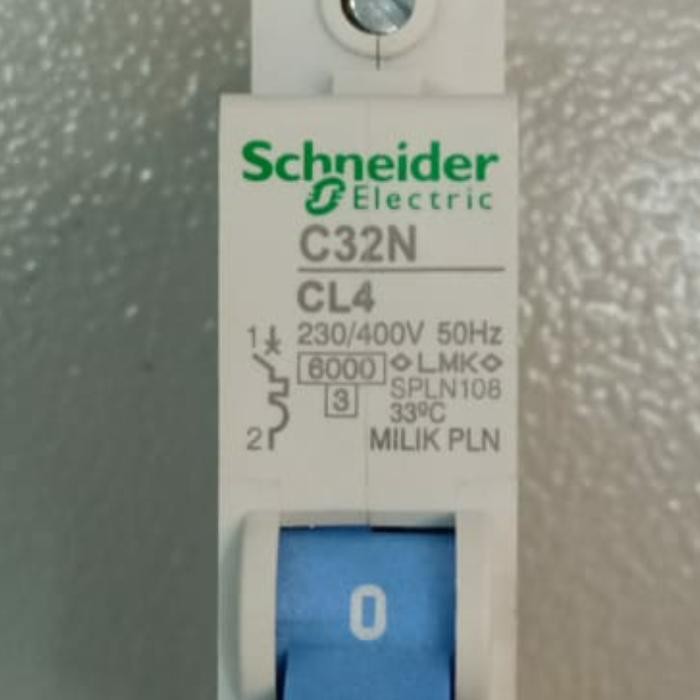 Schneider
Electric
C32N
CL4
1 230/400V 50Hz
6000 ◇LMK◇
SPLN108
3 33ºC
2 MILIK PLN
0